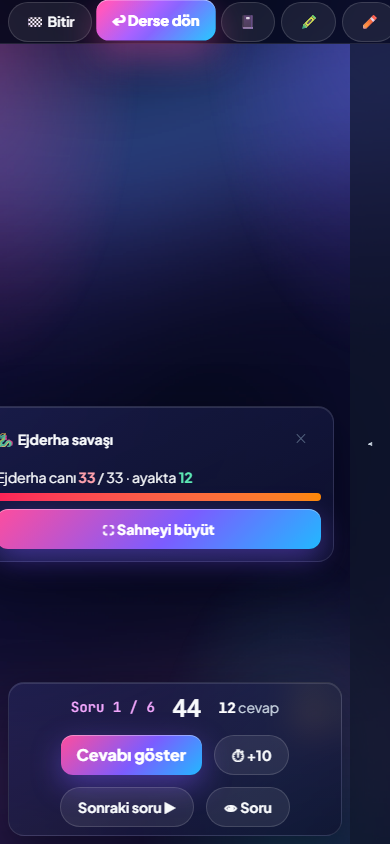 Bitir
Derse dön
Ejderha savaşı
Ejderha canı 33 / 33 · ayakta 12
Sahneyi büyüt
Soru 1 / 6 44 12 cevap
Cevabı göster
+10
Sonraki soru
Soru